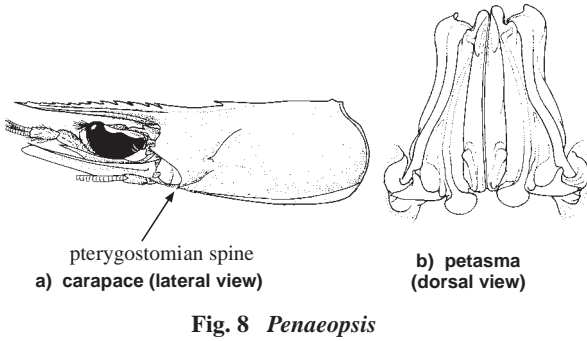 pterygostomian spine
a) carapace (lateral view)
b) petasma
(dorsal view)
Fig. 8 Penaeopsis